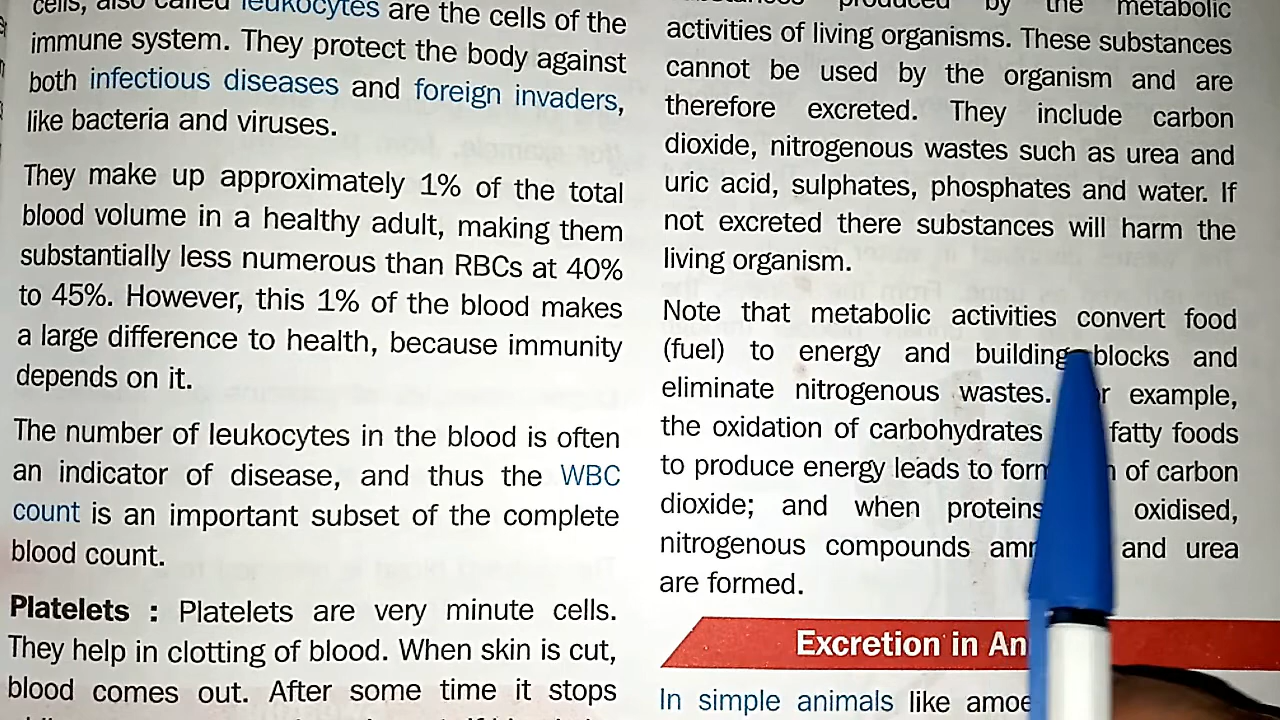 cells, also called leukocytes are the cells of the
immune system. They protect the body against
both infectious diseases and foreign invaders,
like bacteria and viruses.
They make up approximately 1% of the total
blood volume in a healthy adult, making them
substantially less numerous than RBCs at 40%
to 45%. However, this 1% of the blood makes
a large difference to health, because immunity
depends on it.
The number of leukocytes in the blood is often
an indicator of disease, and thus the WBC
count is an important subset of the complete
blood count.
Platelets : Platelets are very minute cells.
They help in clotting of blood. When skin is cut,
blood comes out. After some time it stops
produced by the metabolic
activities of living organisms. These substances
cannot be used by the organism and are
therefore excreted. They include carbon
dioxide, nitrogenous wastes such as urea and
uric acid, sulphates, phosphates and water. If
not excreted there substances will harm the
living organism.
Note that metabolic activities convert food
(fuel) to energy and building blocks and
eliminate nitrogenous wastes. example,
the oxidation of carbohydrates fatty foods
to produce energy leads to of carbon
dioxide; and when proteins oxidised,
nitrogenous compounds and urea
are formed.
Excretion in
In simple animals like